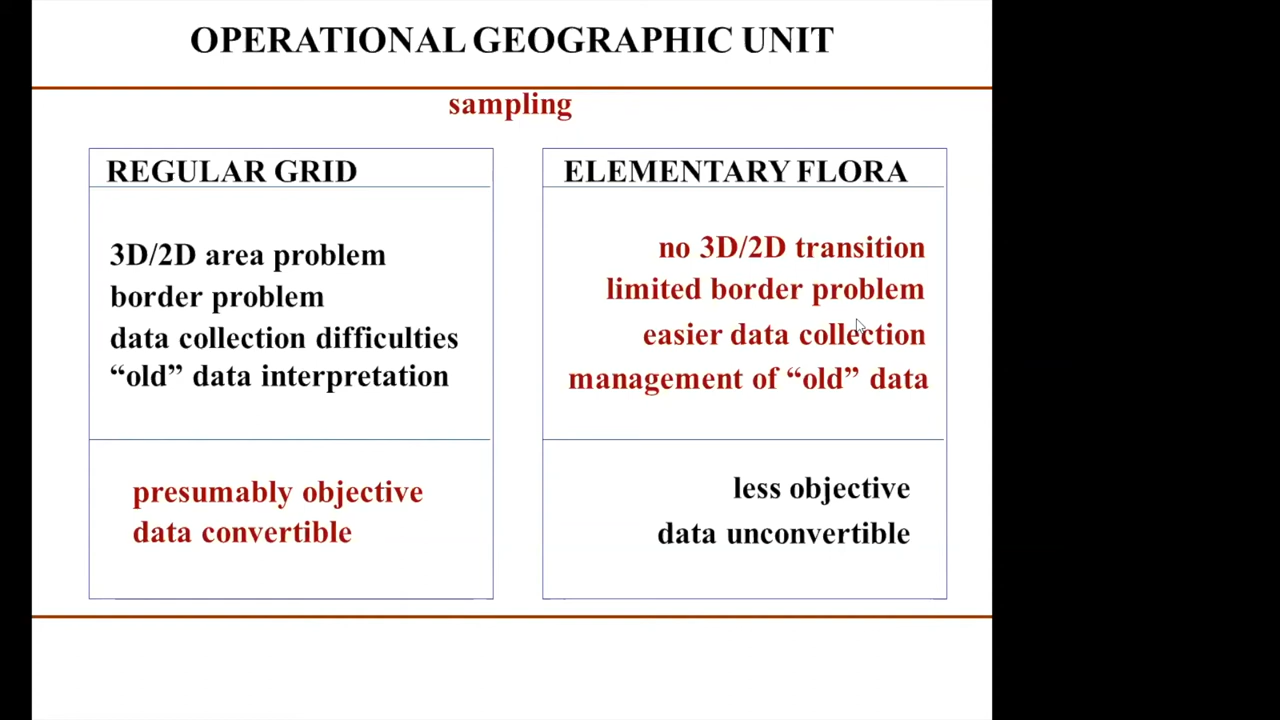 OPERATIONAL GEOGRAPHIC UNIT
sampling
REGULAR GRID
3D/2D area problem
border problem
data collection difficulties
“old” data interpretation
presumably objective
data convertible
ELEMENTARY FLORA
no 3D/2D transition
limited border problem
easier data collection
management of “old” data
less objective
data unconvertible